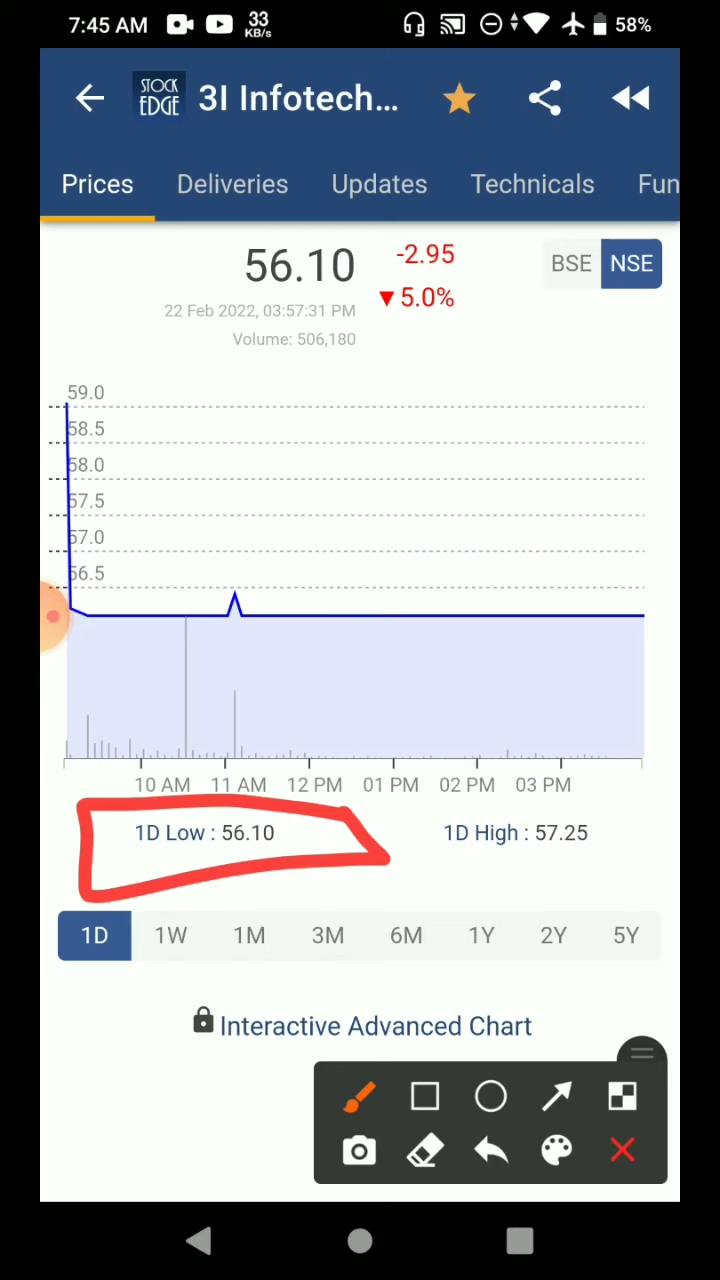 7:45 AM 33 KB/s 58%
STOCK EDGE 3I Infotech...
Prices Deliveries Updates Technicals Fun
56.10 -2.95 BSE NSE
▼ 5.0%
22 Feb 2022, 03:57:31 PM
Volume: 506,180
59.0
58.5
58.0
57.5
57.0
56.5
10 AM 11 AM 12 PM 01 PM 02 PM 03 PM
1D Low : 56.10 1D High : 57.25
1D 1W 1M 3M 6M 1Y 2Y 5Y
Interactive Advanced Chart